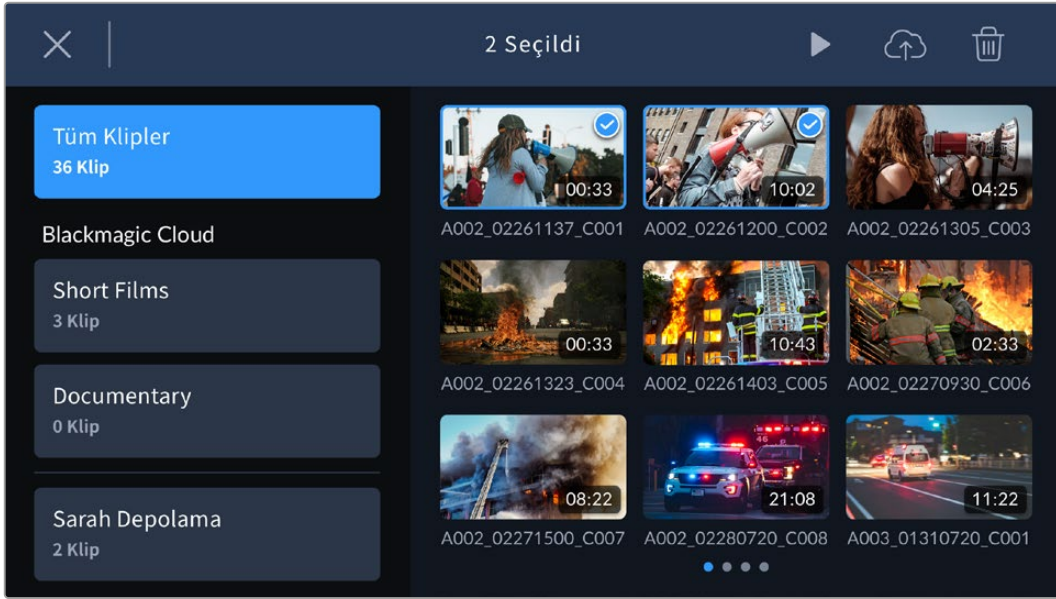 2 Seçildi
Tüm Klipler
36 Klip
Blackmagic Cloud
Short Films
3 Klip
Documentary
0 Klip
Sarah Depolama
2 Klip
00:33
10:02
04:25
A002_02261137_C001
A002_02261200_C002
A002_02261305_C003
00:33
10:43
02:33
A002_02261323_C004
A002_02261403_C005
A002_02270930_C006
46
08:22
21:08
11:22
A002_02271500_C007
A002_02280720_C008
A003_01310720_C001